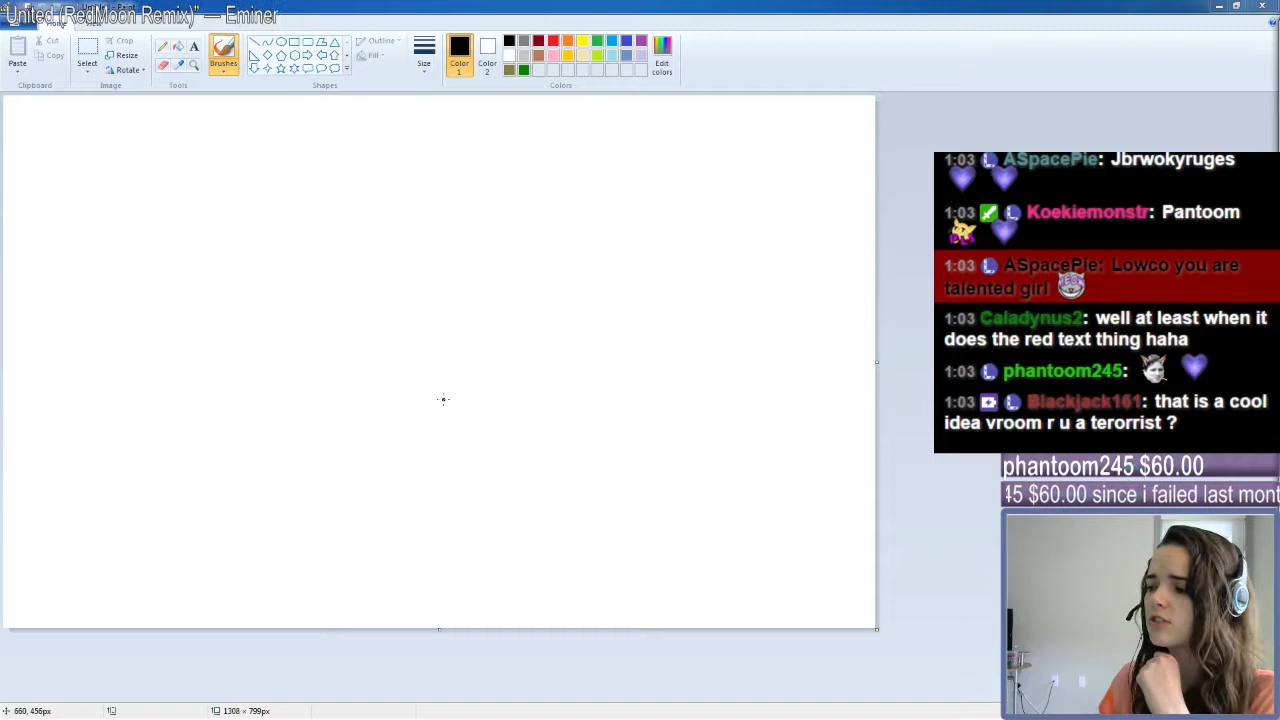 United (RedMoon Remix)" — Eminer
Home
Paste
Cut
Copy
Clipboard
Select
Crop
Resize
Rotate
Image
A
Tools
Brushes
Shapes
Outline
Fill
Size
Color 1
Color 2
Edit colors
Colors
1:03 ASpacePie: Jbrwokyruges
1:03 Koekiemonstr: Pantoom
1:03 ASpacePie: Lowco you are
talented girl
1:03 Caladynus2: well at least when it
does the red text thing haha
1:03 phantoom245:
1:03 Blackjack161: that is a cool
idea vroom r u a terorrist ?
phantoom245 $60.00
45 $60.00 since i failed last mont
660, 456px
1308 × 799px